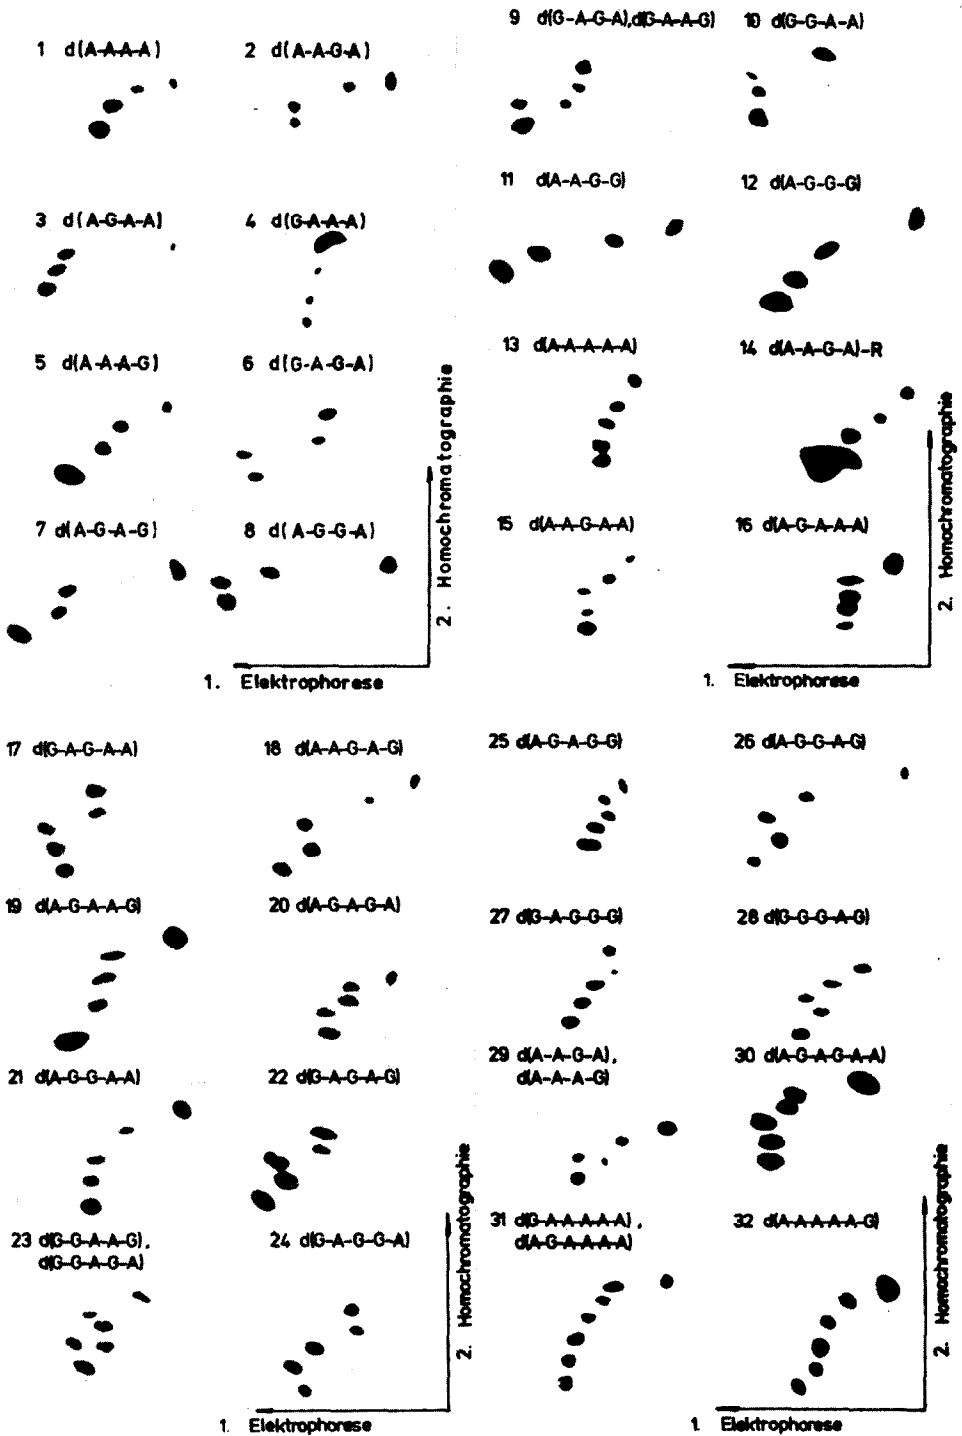 1 d(A-A-A-A)
2 d(A-A-G-A)
3 d(A-G-A-A)
4 d(G-A-A-A)
5 d(A-A-A-G)
6 d(G-A-G-A)
7 d(A-G-A-G)
8 d(A-G-G-A)
2. Homochromatographie
1. Elektrophorese
9 d(G-A-G-A),d(G-A-A-G)
10 d(G-G-A-A)
11 d(A-A-G-G)
12 d(A-G-G-G)
13 d(A-A-A-A-A)
14 d(A-A-G-A)-R
15 d(A-A-G-A-A)
16 d(A-G-A-A-A)
2. Homochromatographie
1. Elektrophorese
17 d(G-A-G-A-A)
18 d(A-A-G-A-G)
19 d(A-G-A-A-G)
20 d(A-G-A-G-A)
21 d(A-G-G-A-A)
22 d(G-A-G-A-G)
23 d(G-G-A-A-G),
d(G-G-A-G-A)
24 d(G-A-G-G-A)
2. Homochromatographie
1. Elektrophorese
25 d(A-G-A-G-G)
26 d(A-G-G-A-G)
27 d(G-A-G-G-G)
28 d(G-G-G-A-G)
29 d(A-A-G-A),
d(A-A-A-G)
30 d(A-G-A-G-A-A)
31 d(G-A-A-A-A-A),
d(A-G-A-A-A-A)
32 d(A-A-A-A-A-G)
2. Homochromatographie
1. Elektrophorese